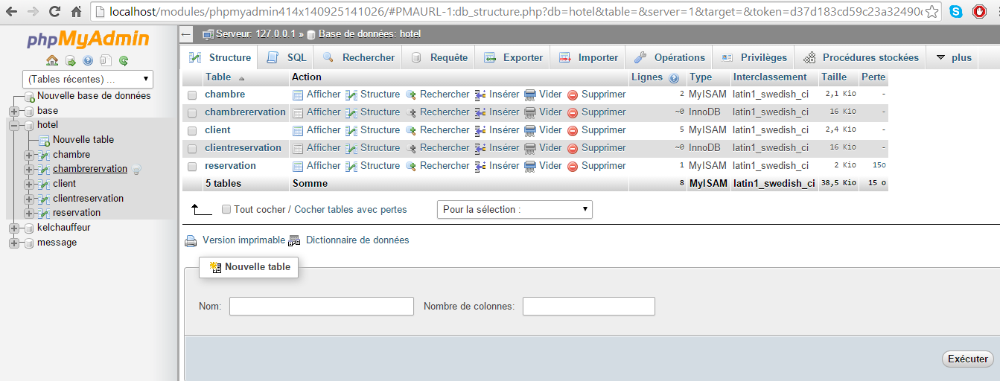 localhost/modules/phpmyadmin414x140925141026/#PMAURL-1:db_structure.php?db=hotel&table=&server=1&target=&token=d37d183cd59c23a32490
phpMyAdmin
(Tables récentes) ...
Nouvelle base de données
base
hotel
Nouvelle table
chambre
chambrerervation
client
clientreservation
reservation
kelchauffeur
message
Serveur: 127.0.0.1 » Base de données: hotel
Structure SQL Rechercher Requête Exporter Importer Opérations Privilèges Procédures stockées plus
Table Action Lignes Type Interclassement Taille Perte
chambre Afficher Structure Rechercher Insérer Vider Supprimer 2 MyISAM latin1_swedish_ci 2,1 Kio -
chambrerervation Afficher Structure Rechercher Insérer Vider Supprimer ~0 InnoDB latin1_swedish_ci 16 Kio -
client Afficher Structure Rechercher Insérer Vider Supprimer 5 MyISAM latin1_swedish_ci 2,4 Kio -
clientreservation Afficher Structure Rechercher Insérer Vider Supprimer ~0 InnoDB latin1_swedish_ci 16 Kio -
reservation Afficher Structure Rechercher Insérer Vider Supprimer 1 MyISAM latin1_swedish_ci 2 Kio 15o
5 tables Somme 8 MyISAM latin1_swedish_ci 38,5 Kio 15 o
Tout cocher / Cocher tables avec pertes Pour la sélection :
Version imprimable Dictionnaire de données
Nouvelle table
Nom: Nombre de colonnes:
Exécuter